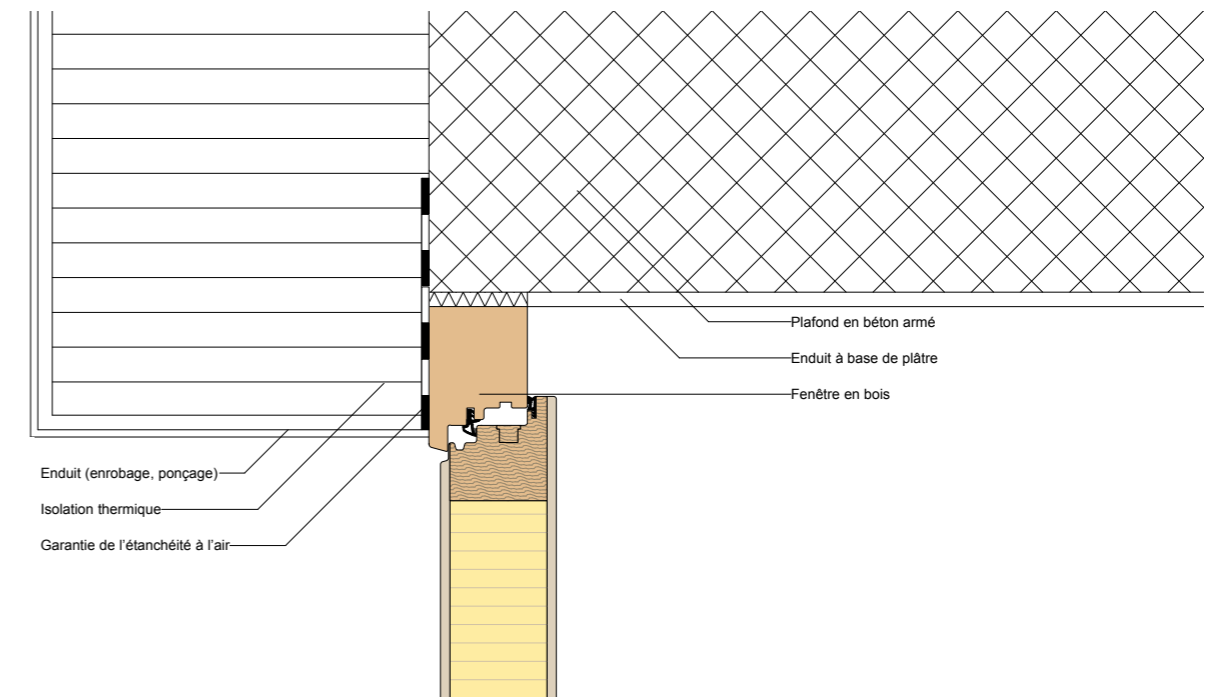 Plafond en béton armé
Enduit à base de plâtre
Fenêtre en bois
Enduit (enrobage, ponçage)
Isolation thermique
Garantie de l’étanchéité à l’air